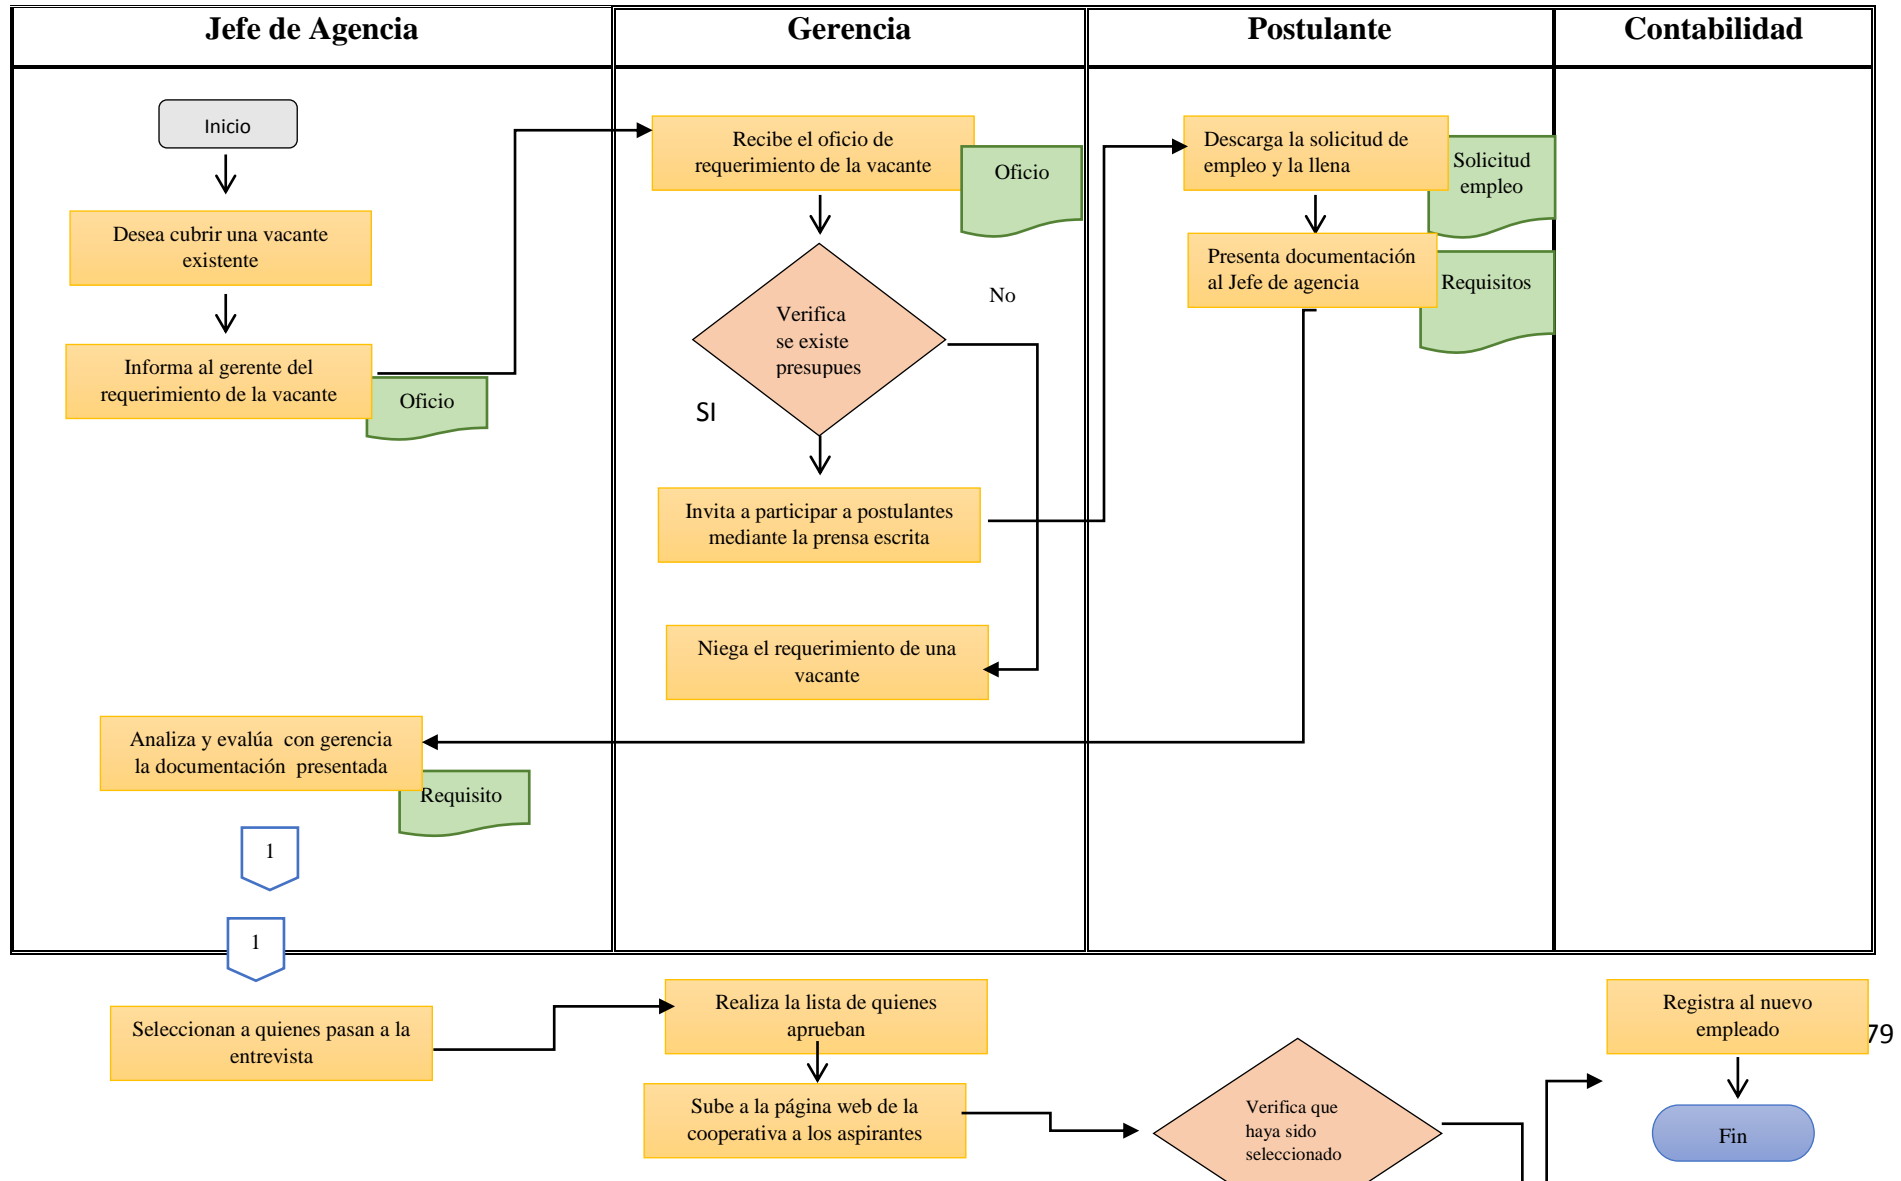 Jefe de Agencia
Gerencia
Postulante
Contabilidad
Inicio
Desea cubrir una vacante
existente
Informa al gerente del
requerimiento de la vacante
Oficio
Recibe el oficio de
requerimiento de la vacante
Oficio
Verifica
se existe
presupues
No
SI
Invita a participar a postulantes
mediante la prensa escrita
Niega el requerimiento de una
vacante
Descarga la solicitud de
empleo y la llena
Solicitud
empleo
Presenta documentación
al Jefe de agencia
Requisitos
Analiza y evalúa  con gerencia
la documentación  presentada
Requisito
1
1
Seleccionan a quienes pasan a la
entrevista
Realiza la lista de quienes
aprueban
Sube a la página web de la
cooperativa a los aspirantes
Verifica que
haya sido
seleccionado
Registra al nuevo
empleado
79
Fin